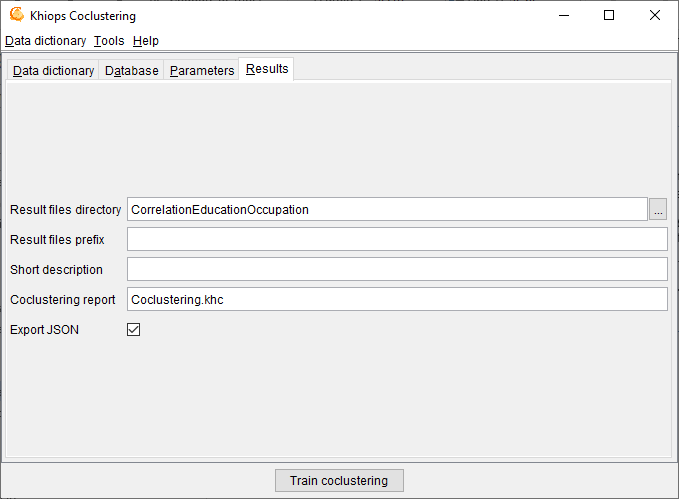 Khiops Coclustering
Data dictionary Tools Help
Data dictionary Database Parameters Results
Result files directory CorrelationEducationOccupation ...
Result files prefix
Short description
Coclustering report Coclustering.khc
Export JSON
Train coclustering